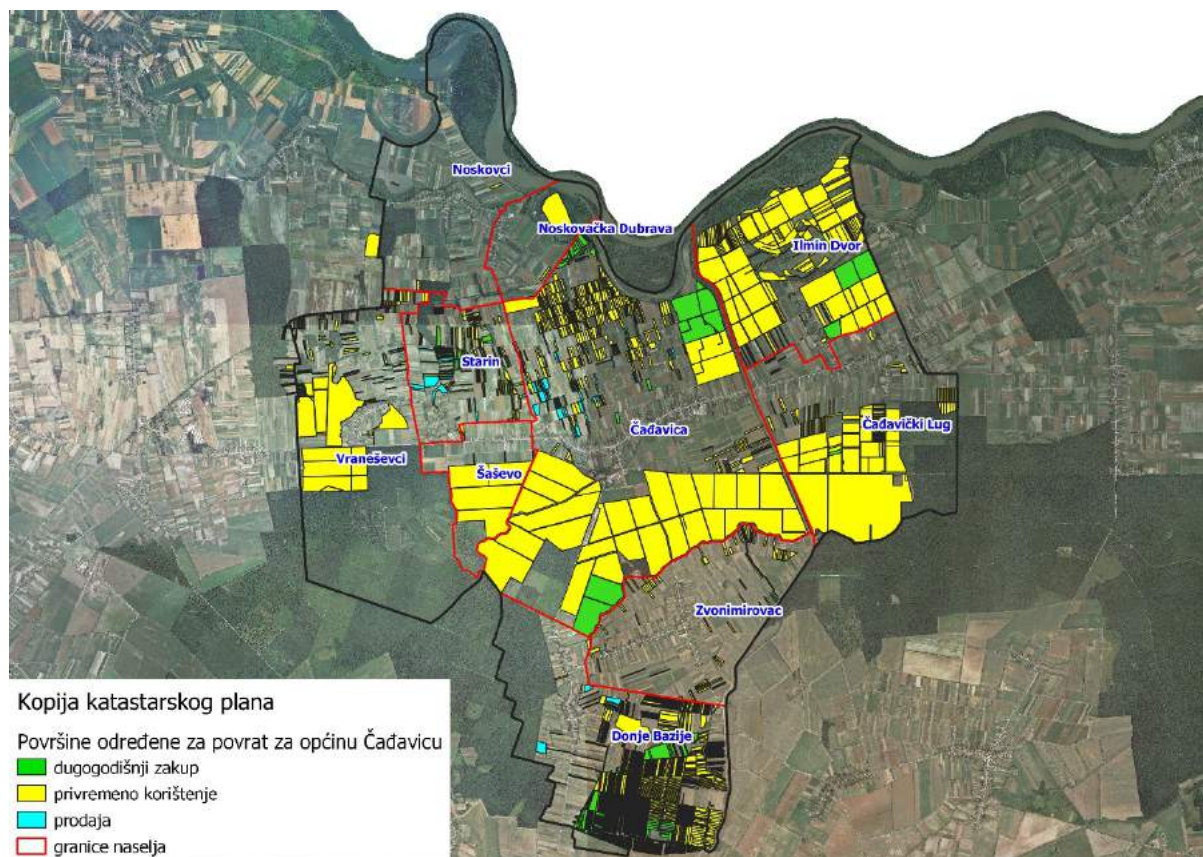 Noskovci
Noskovačka Dubrava
Ilmin Dvor
Starin
Čađavica
Čađavički Lug
Vraneševci
Šaševo
Zvonimirovac
Donje Bazije
Kopija katastarskog plana
Površine određene za povrat za općinu Čađavicu
dugogodišnji zakup
privremeno korištenje
prodaja
granice naselja